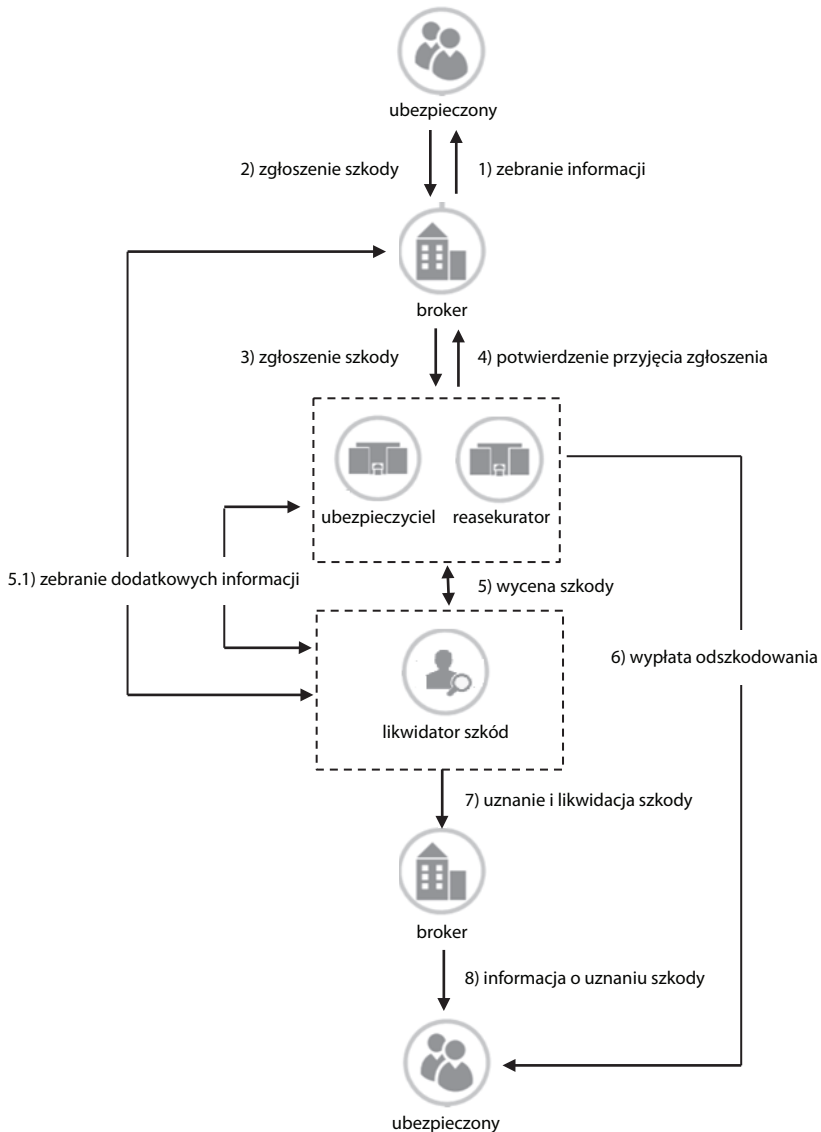 ubezpieczony
2) zgłoszenie szkody
1) zebranie informacji
broker
3) zgłoszenie szkody
4) potwierdzenie przyjęcia zgłoszenia
ubezpieczyciel
reasekurator
5.1) zebranie dodatkowych informacji
5) wycena szkody
6) wypłata odszkodowania
likwidator szkód
7) uznanie i likwidacja szkody
broker
8) informacja o uznaniu szkody
ubezpieczony